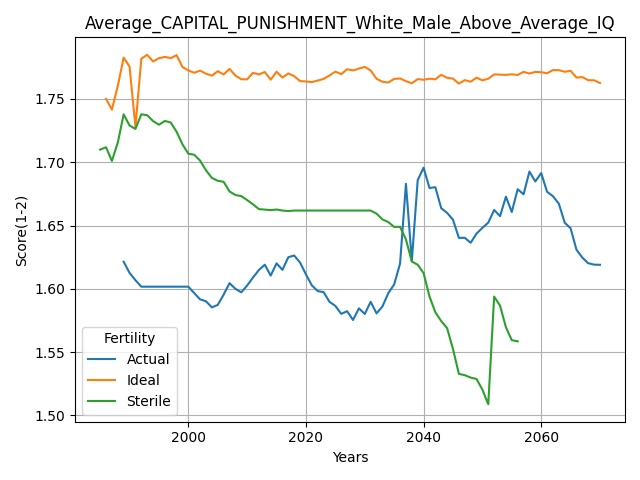 Average_CAPITAL_PUNISHMENT_White_Male_Above_Average_IQ
Score(1-2)
1.75
1.70
1.65
1.60
1.55
1.50
Fertility
Actual
Ideal
Sterile
2000 2020 2040 2060
Years